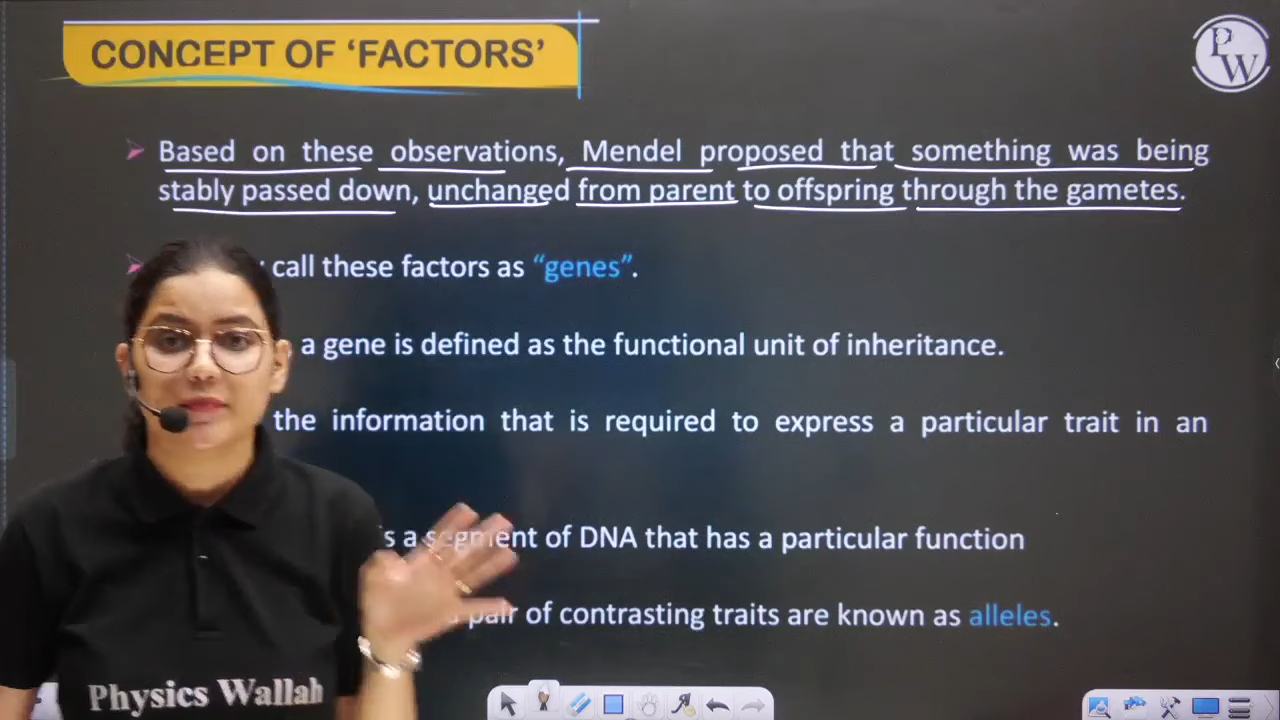 CONCEPT OF ‘FACTORS’
PW
Based on these observations, Mendel proposed that something was being
stably passed down, unchanged from parent to offspring through the gametes.
call these factors as “genes”.
a gene is defined as the functional unit of inheritance.
the information that is required to express a particular trait in an
is a segment of DNA that has a particular function
pair of contrasting traits are known as alleles.
Physics Wallah